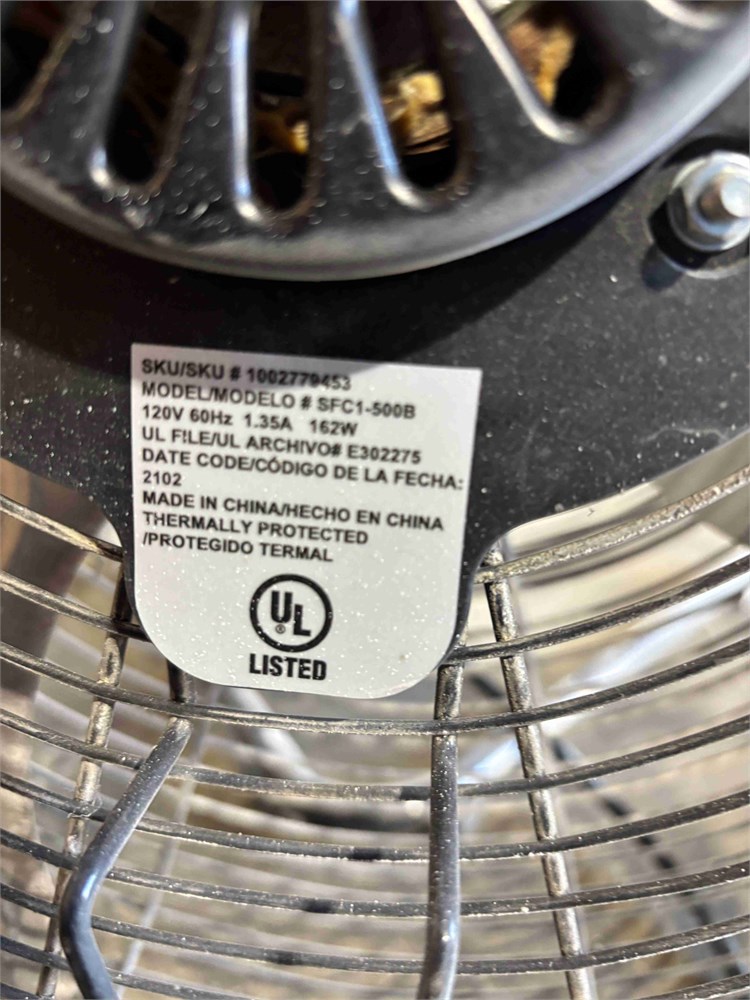 SKU/SKU # 1002779453
MODEL/MODELO # SFC1-500B
120V 60Hz 1.35A 162W
UL FILE/UL ARCHIVO# E302275
DATE CODE/CÓDIGO DE LA FECHA:
2102
MADE IN CHINA/HECHO EN CHINA
THERMALLY PROTECTED
/PROTEGIDO TERMAL
UL®
LISTED